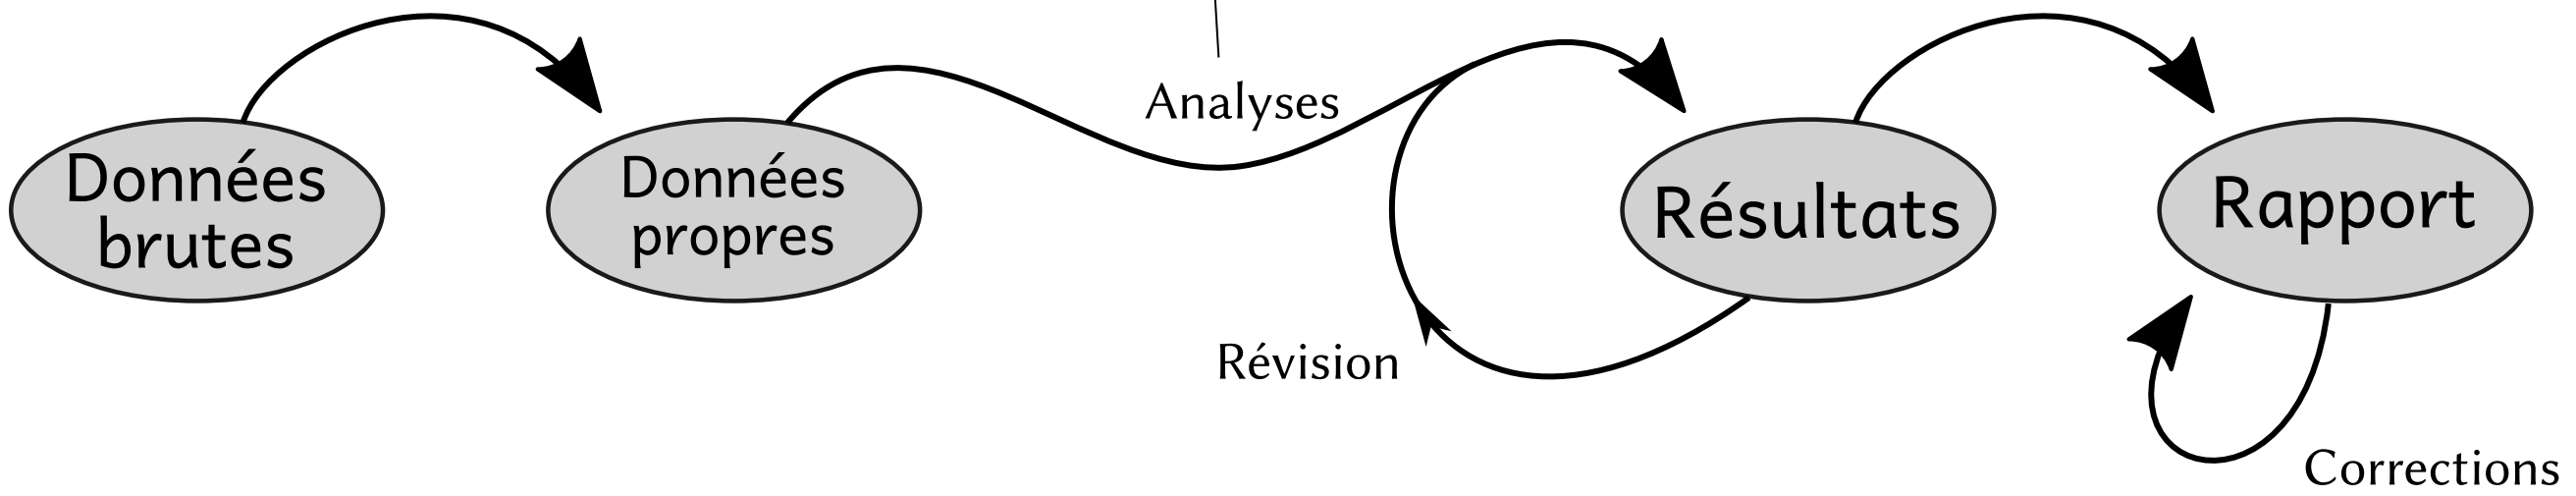 Analyses
Données
brutes
Données
propres
Résultats
Rapport
Révision
Corrections